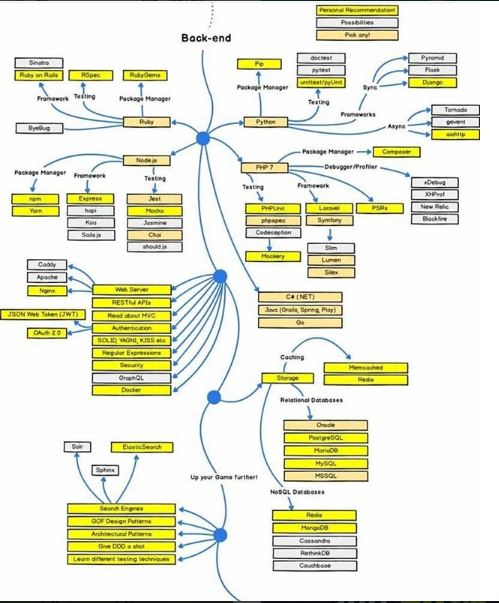 Personal Recommendation!
Possibilities
Pick any!
Back-end
Sinatra
Ruby on Rails
RSpec
RubyGems
Framework
Testing
Package Manager
Ruby
ByeBug
Pip
Package Manager
doctest
pytest
unittest/pyUnit
Testing
Python
Sync
Pyramid
Flask
Django
Frameworks
Async
Tornado
gevent
aiohttp
Node.js
Package Manager
Framework
Testing
npm
Yarn
Express
hapi
Koa
Sails.js
Jest
Mocha
Jasmine
Chai
should.js
PHP 7
Package Manager
Composer
Debugger/Profiler
xDebug
XHProf
New Relic
Blackfire
Testing
Framework
PHPUnit
phpspec
Codeception
Mockery
Laravel
Symfony
Slim
Lumen
Silex
PSRs
Caddy
Apache
Nginx
JSON Web Token (JWT)
OAuth 2.0
Web Server
RESTful APIs
Read about MVC
Authentication
SOLID, YAGNI, KISS etc
Regular Expressions
Security
GraphQL
Docker
C# (.NET)
Java (Grails, Spring, Play)
Go
Caching
Memcached
Redis
Storage
Relational Databases
Oracle
PostgreSQL
MariaDB
MySQL
MSSQL
NoSQL Databases
Redis
MongoDB
Cassandra
RethinkDB
Couchbase
Up your Game further!
Solr
Sphinx
ElasticSearch
Search Engines
GOF Design Patterns
Architectural Patterns
Give DDD a shot
Learn different testing techniques